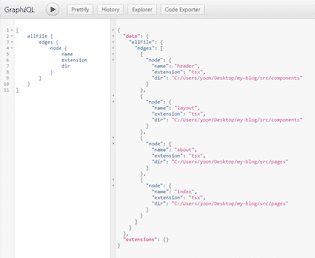 GraphiQL
Prettify
History
Explorer
Code Exporter
1 {
2 allFile {
3 edges {
4 node {
5 name
6 extension
7 dir
8 }
9 }
10 }
11 }
{
"data": {
"allFile": {
"edges": [
{
"node": {
"name": "header",
"extension": "tsx",
"dir": "C:/Users/yoon/Desktop/my-blog/src/components"
}
},
{
"node": {
"name": "layout",
"extension": "tsx",
"dir": "C:/Users/yoon/Desktop/my-blog/src/components"
}
},
{
"node": {
"name": "about",
"extension": "tsx",
"dir": "C:/Users/yoon/Desktop/my-blog/src/pages"
}
},
{
"node": {
"name": "index",
"extension": "tsx",
"dir": "C:/Users/yoon/Desktop/my-blog/src/pages"
}
}
]
}
},
"extensions": {}
}